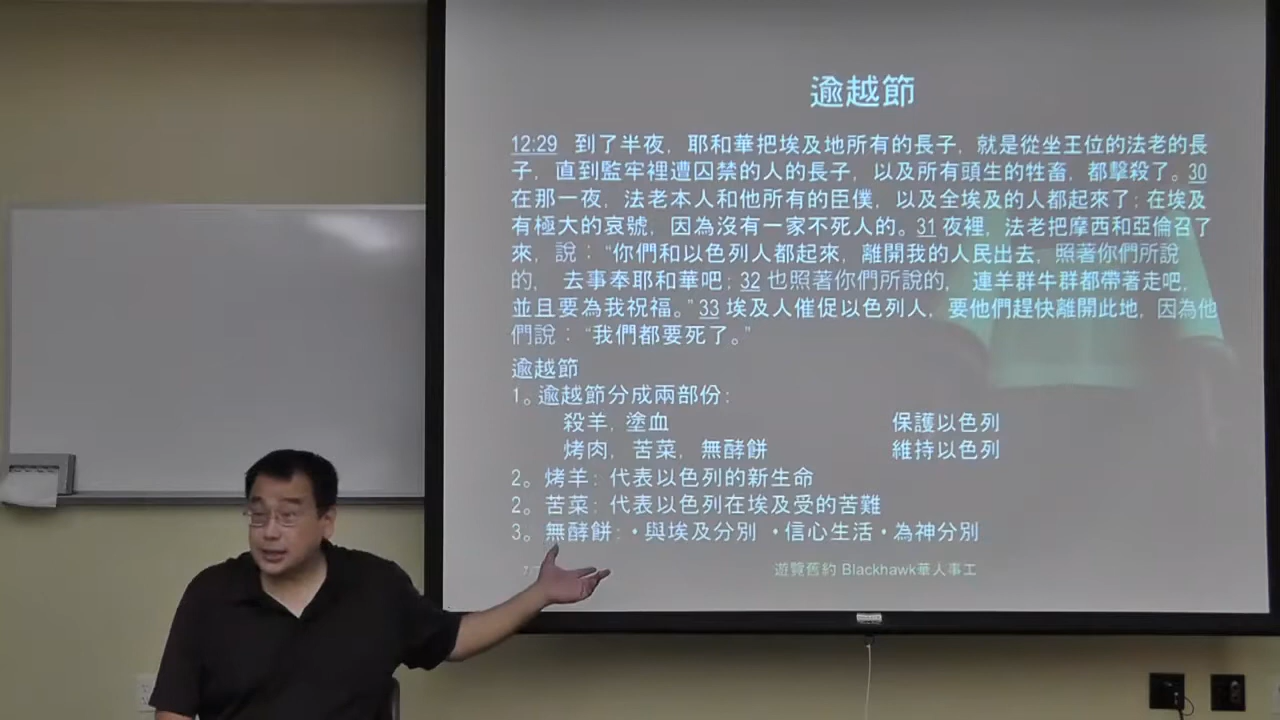 逾越節
12:29 到了半夜，耶和華把埃及地所有的長子，就是從坐王位的法老的長
子，直到監牢裡遭囚禁的人的長子，以及所有頭生的牲畜，都擊殺了。30
在那一夜，法老本人和他所有的臣僕，以及全埃及的人都起來了；在埃及
有極大的哀號，因為沒有一家不死人的。31 夜裡，法老把摩西和亞倫召了
來，說：“你們和以色列人都起來，離開我的人民出去，照著你們所說
的，去事奉耶和華吧；32 也照著你們所說的，連羊群牛群都帶著走吧，
並且要為我祝福。”33 埃及人催促以色列人，要他們趕快離開此地，因為他
們說：“我們都要死了。”
逾越節
1。逾越節分成兩部份：
殺羊，塗血 保護以色列
烤肉，苦菜，無酵餅 維持以色列
2。烤羊：代表以色列的新生命
2。苦菜：代表以色列在埃及受的苦難
3。無酵餅：•與埃及分別 •信心生活•為神分別
遊覽舊約 Blackhawk華人事工